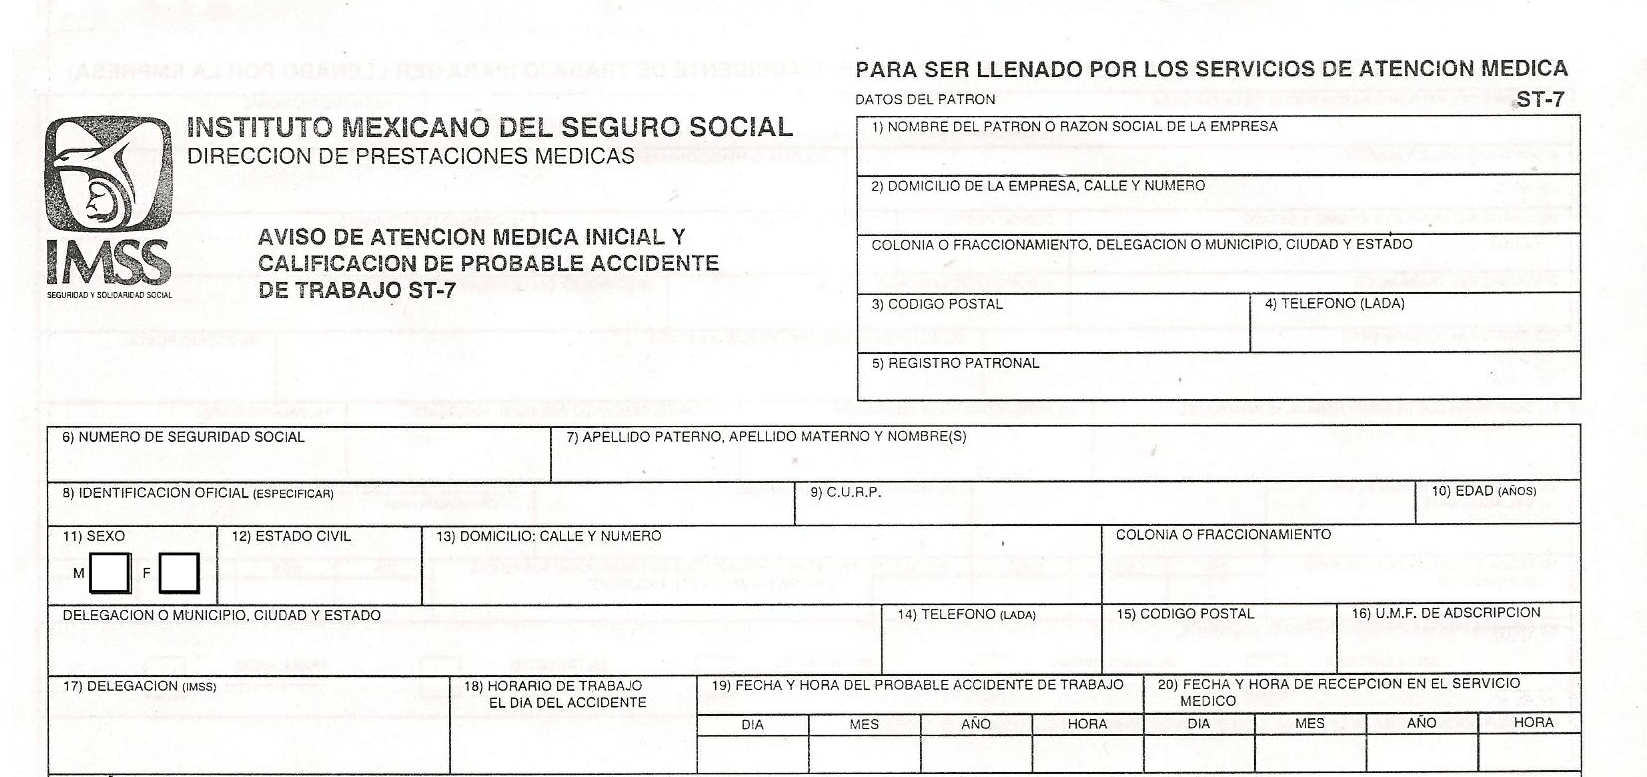 PARA SER LLENADO POR LOS SERVICIOS DE ATENCION MEDICA
DATOS DEL PATRON
ST-7
INSTITUTO MEXICANO DEL SEGURO SOCIAL
DIRECCION DE PRESTACIONES MEDICAS
IMSS
SEGURIDAD Y SOLIDARIDAD SOCIAL
AVISO DE ATENCION MEDICA INICIAL Y
CALIFICACION DE PROBABLE ACCIDENTE
DE TRABAJO ST-7
1) NOMBRE DEL PATRON O RAZON SOCIAL DE LA EMPRESA
2) DOMICILIO DE LA EMPRESA, CALLE Y NUMERO
COLONIA O FRACCIONAMIENTO, DELEGACION O MUNICIPIO, CIUDAD Y ESTADO
3) CODIGO POSTAL
4) TELEFONO (LADA)
5) REGISTRO PATRONAL
6) NUMERO DE SEGURIDAD SOCIAL
7) APELLIDO PATERNO, APELLIDO MATERNO Y NOMBRE(S)
8) IDENTIFICACION OFICIAL (ESPECIFICAR)
9) C.U.R.P.
10) EDAD (AÑOS)
11) SEXO
M
F
12) ESTADO CIVIL
13) DOMICILIO: CALLE Y NUMERO
COLONIA O FRACCIONAMIENTO
DELEGACION O MUNICIPIO, CIUDAD Y ESTADO
14) TELEFONO (LADA)
15) CODIGO POSTAL
16) U.M.F. DE ADSCRIPCION
17) DELEGACION (IMSS)
18) HORARIO DE TRABAJO
EL DIA DEL ACCIDENTE
19) FECHA Y HORA DEL PROBABLE ACCIDENTE DE TRABAJO
DIA MES AÑO HORA
20) FECHA Y HORA DE RECEPCION EN EL SERVICIO
MEDICO
DIA MES AÑO HORA